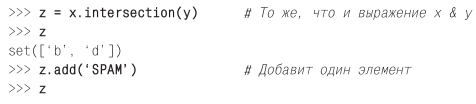 >>> z = x.intersection(y) # То же, что и выражение x & y
>>> z
set([‘b’, ‘d’])
>>> z.add(‘SPAM’) # Добавит один элемент
>>> z